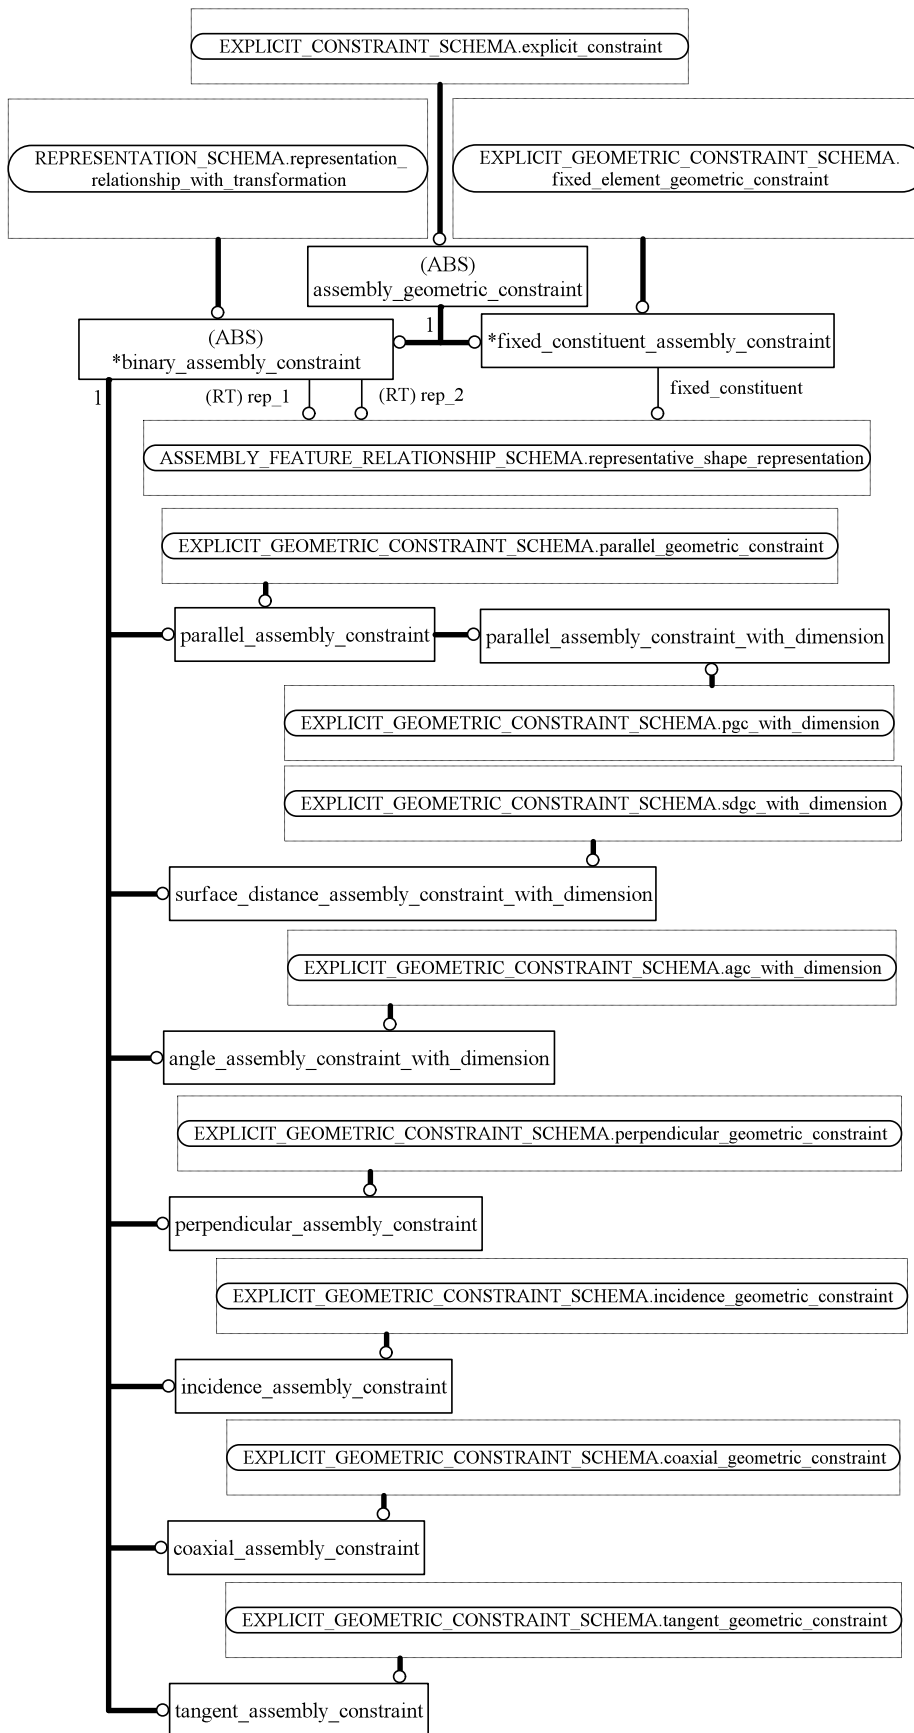 EXPLICIT_CONSTRAINT_SCHEMA.explicit_constraint
REPRESENTATION_SCHEMA.representation_
relationship_with_transformation
EXPLICIT_GEOMETRIC_CONSTRAINT_SCHEMA.
fixed_element_geometric_constraint
(ABS)
assembly_geometric_constraint
1
(ABS)
*binary_assembly_constraint
*fixed_constituent_assembly_constraint
1
(RT) rep_1
(RT) rep_2
fixed_constituent
ASSEMBLY_FEATURE_RELATIONSHIP_SCHEMA.representative_shape_representation
EXPLICIT_GEOMETRIC_CONSTRAINT_SCHEMA.parallel_geometric_constraint
parallel_assembly_constraint
parallel_assembly_constraint_with_dimension
EXPLICIT_GEOMETRIC_CONSTRAINT_SCHEMA.pgc_with_dimension
EXPLICIT_GEOMETRIC_CONSTRAINT_SCHEMA.sdgc_with_dimension
surface_distance_assembly_constraint_with_dimension
EXPLICIT_GEOMETRIC_CONSTRAINT_SCHEMA.agc_with_dimension
angle_assembly_constraint_with_dimension
EXPLICIT_GEOMETRIC_CONSTRAINT_SCHEMA.perpendicular_geometric_constraint
perpendicular_assembly_constraint
EXPLICIT_GEOMETRIC_CONSTRAINT_SCHEMA.incidence_geometric_constraint
incidence_assembly_constraint
EXPLICIT_GEOMETRIC_CONSTRAINT_SCHEMA.coaxial_geometric_constraint
coaxial_assembly_constraint
EXPLICIT_GEOMETRIC_CONSTRAINT_SCHEMA.tangent_geometric_constraint
tangent_assembly_constraint